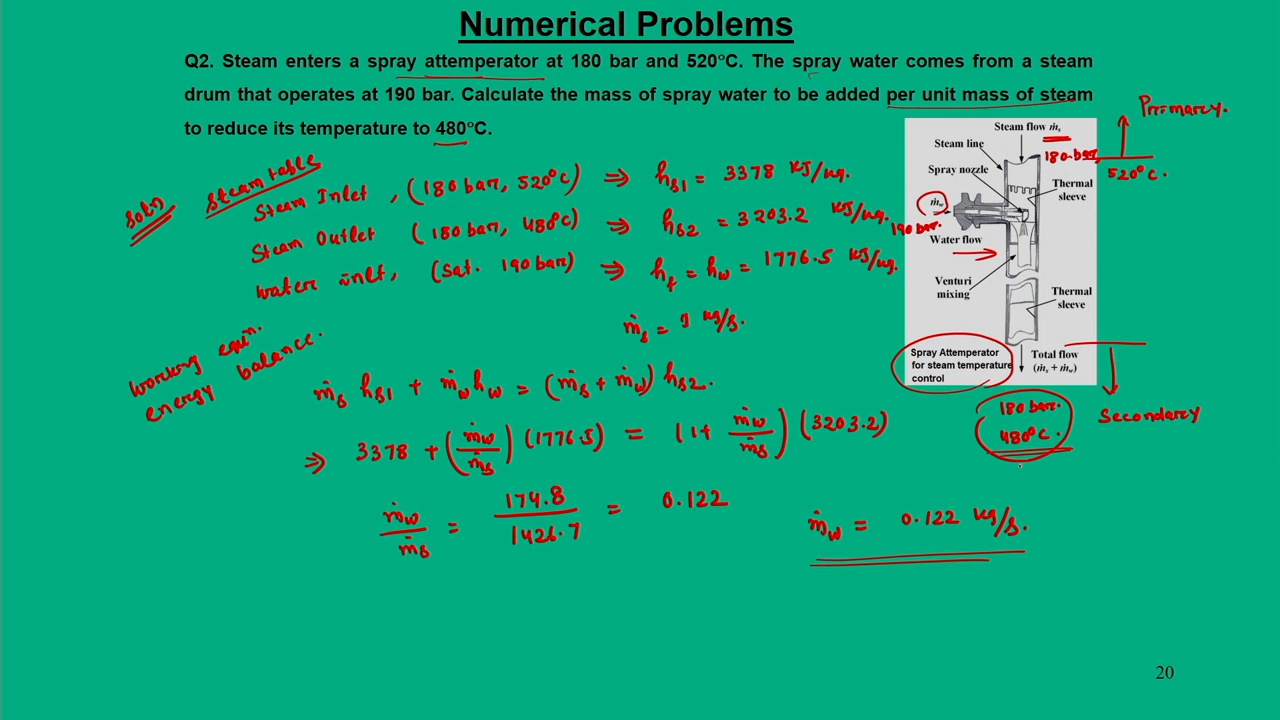 Numerical Problems
Q2. Steam enters a spray attemperator at 180 bar and 520°C. The spray water comes from a steam
drum that operates at 190 bar. Calculate the mass of spray water to be added per unit mass of steam
to reduce its temperature to 480°C.
Soln
Steam table
Steam Inlet, (180 bar, 520°C) ⇒ hs1 = 3378 kJ/kg.
Steam Outlet (180 bar, 480°C) ⇒ hs2 = 3203.2 kJ/kg.
Water inlet, (Sat. 190 bar) ⇒ hf = hw = 1776.5 kJ/kg.
ṁs = 1 kg/s.
Working eqn.
energy balance.
ṁs hs1 + ṁw hw = (ṁs + ṁw) hs2.
⇒ 3378 + (ṁw/ṁs) (1776.5) = (1+ ṁw/ṁs) (3203.2)
ṁw/ṁs = 174.8/1426.7 = 0.122
ṁw = 0.122 kg/s.
Primary.
Steam flow ṁs
Steam line
180 bar,
520°C.
Spray nozzle
Thermal
sleeve
ṁw
190 bar.
Water flow
Venturi
mixing
Thermal
sleeve
Spray Attemperator
for steam temperature
control
Total flow
(ṁs + ṁw)
180 bar.
480°C.
Secondary
20